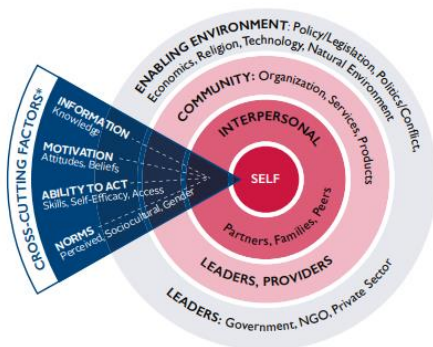 CROSS-CUTTING FACTORS*
INFORMATION
Knowledge
MOTIVATION
Attitudes, Beliefs
ABILITY TO ACT
Skills, Self-Efficacy, Access
NORMS
Perceived, Sociocultural, Gender
ENABLING ENVIRONMENT: Policy/Legislation, Politics/Conflict,
Economics, Religion, Technology, Natural Environment
COMMUNITY: Organization, Services, Products
INTERPERSONAL
SELF
Partners, Families, Peers
LEADERS, PROVIDERS
LEADERS: Government, NGO, Private Sector